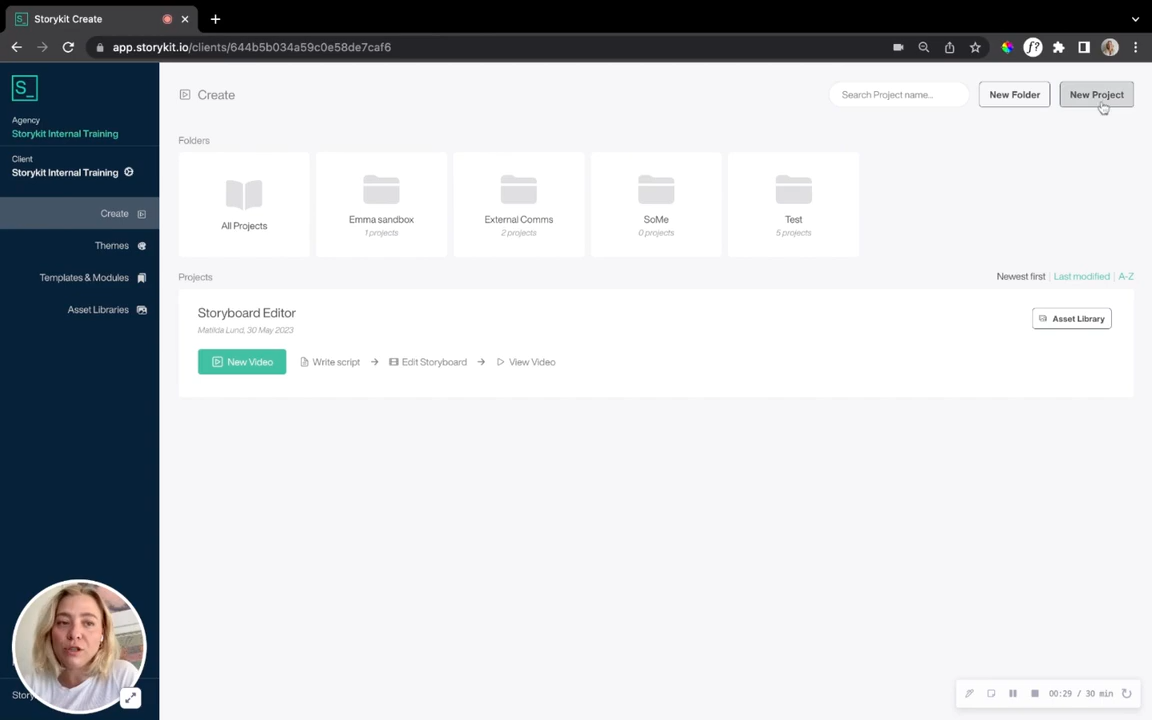 Storykit Create
app.storykit.io/clients/644b5b034a59c0e58de7caf6
S_
Agency
Storykit Internal Training
Client
Storykit Internal Training
Create
Themes
Templates & Modules
Asset Libraries
Story
Create
Search Project name...
New Folder
New Project
Folders
All Projects
Emma sandbox
1 projects
External Comms
2 projects
SoMe
0 projects
Test
5 projects
Projects
Newest first | Last modified | A-Z
Storyboard Editor
Matilda Lund, 30 May 2023
Asset Library
New Video
Write script → Edit Storyboard → View Video
00:29 / 30 min